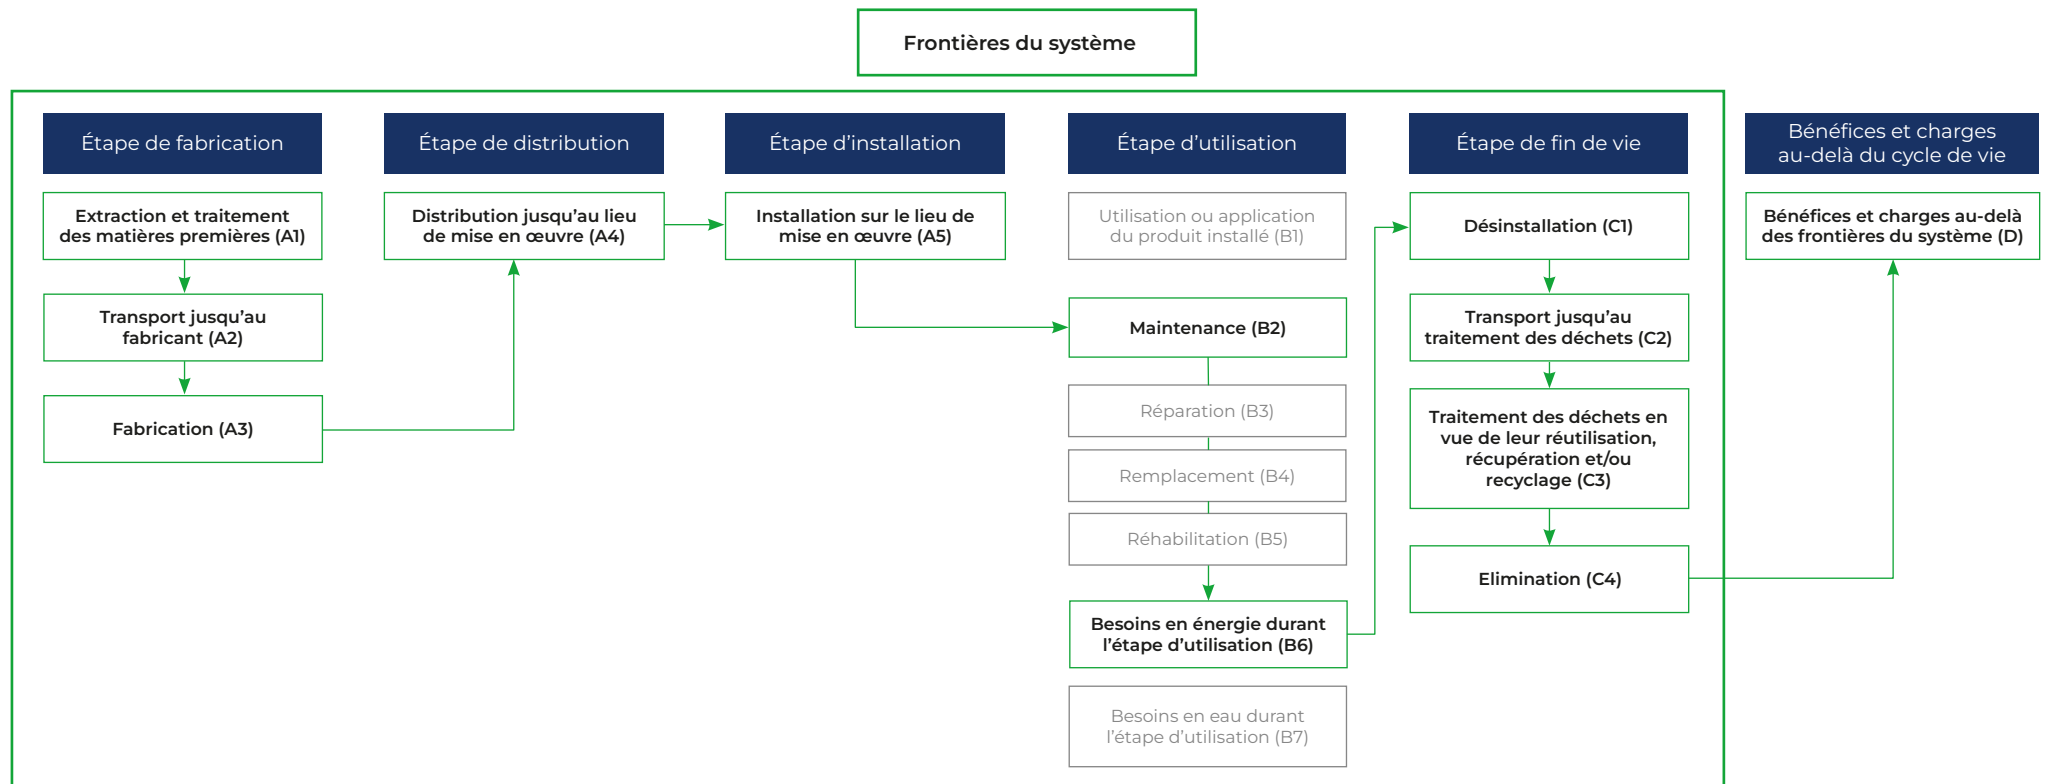 Frontières du système
Étape de fabrication
Extraction et traitement
des matières premières (A1)
Transport jusqu’au
fabricant (A2)
Fabrication (A3)
Étape de distribution
Distribution jusqu’au lieu
de mise en œuvre (A4)
Étape d’installation
Installation sur le lieu de
mise en œuvre (A5)
Étape d’utilisation
Utilisation ou application
du produit installé (B1)
Maintenance (B2)
Réparation (B3)
Remplacement (B4)
Réhabilitation (B5)
Besoins en énergie durant
l’étape d’utilisation (B6)
Besoins en eau durant
l’étape d’utilisation (B7)
Étape de fin de vie
Désinstallation (C1)
Transport jusqu’au
traitement des déchets (C2)
Traitement des déchets en
vue de leur réutilisation,
récupération et/ou
recyclage (C3)
Elimination (C4)
Bénéfices et charges
au-delà du cycle de vie
Bénéfices et charges au-delà
des frontières du système (D)